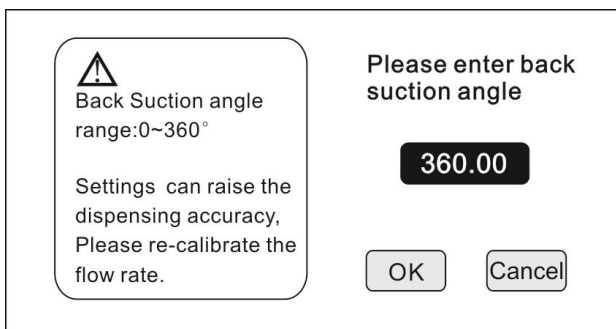 Back Suction angle
range:0~360°
Settings can raise the
dispensing accuracy,
Please re-calibrate the
flow rate.
Please enter back
suction angle
360.00
OK
Cancel